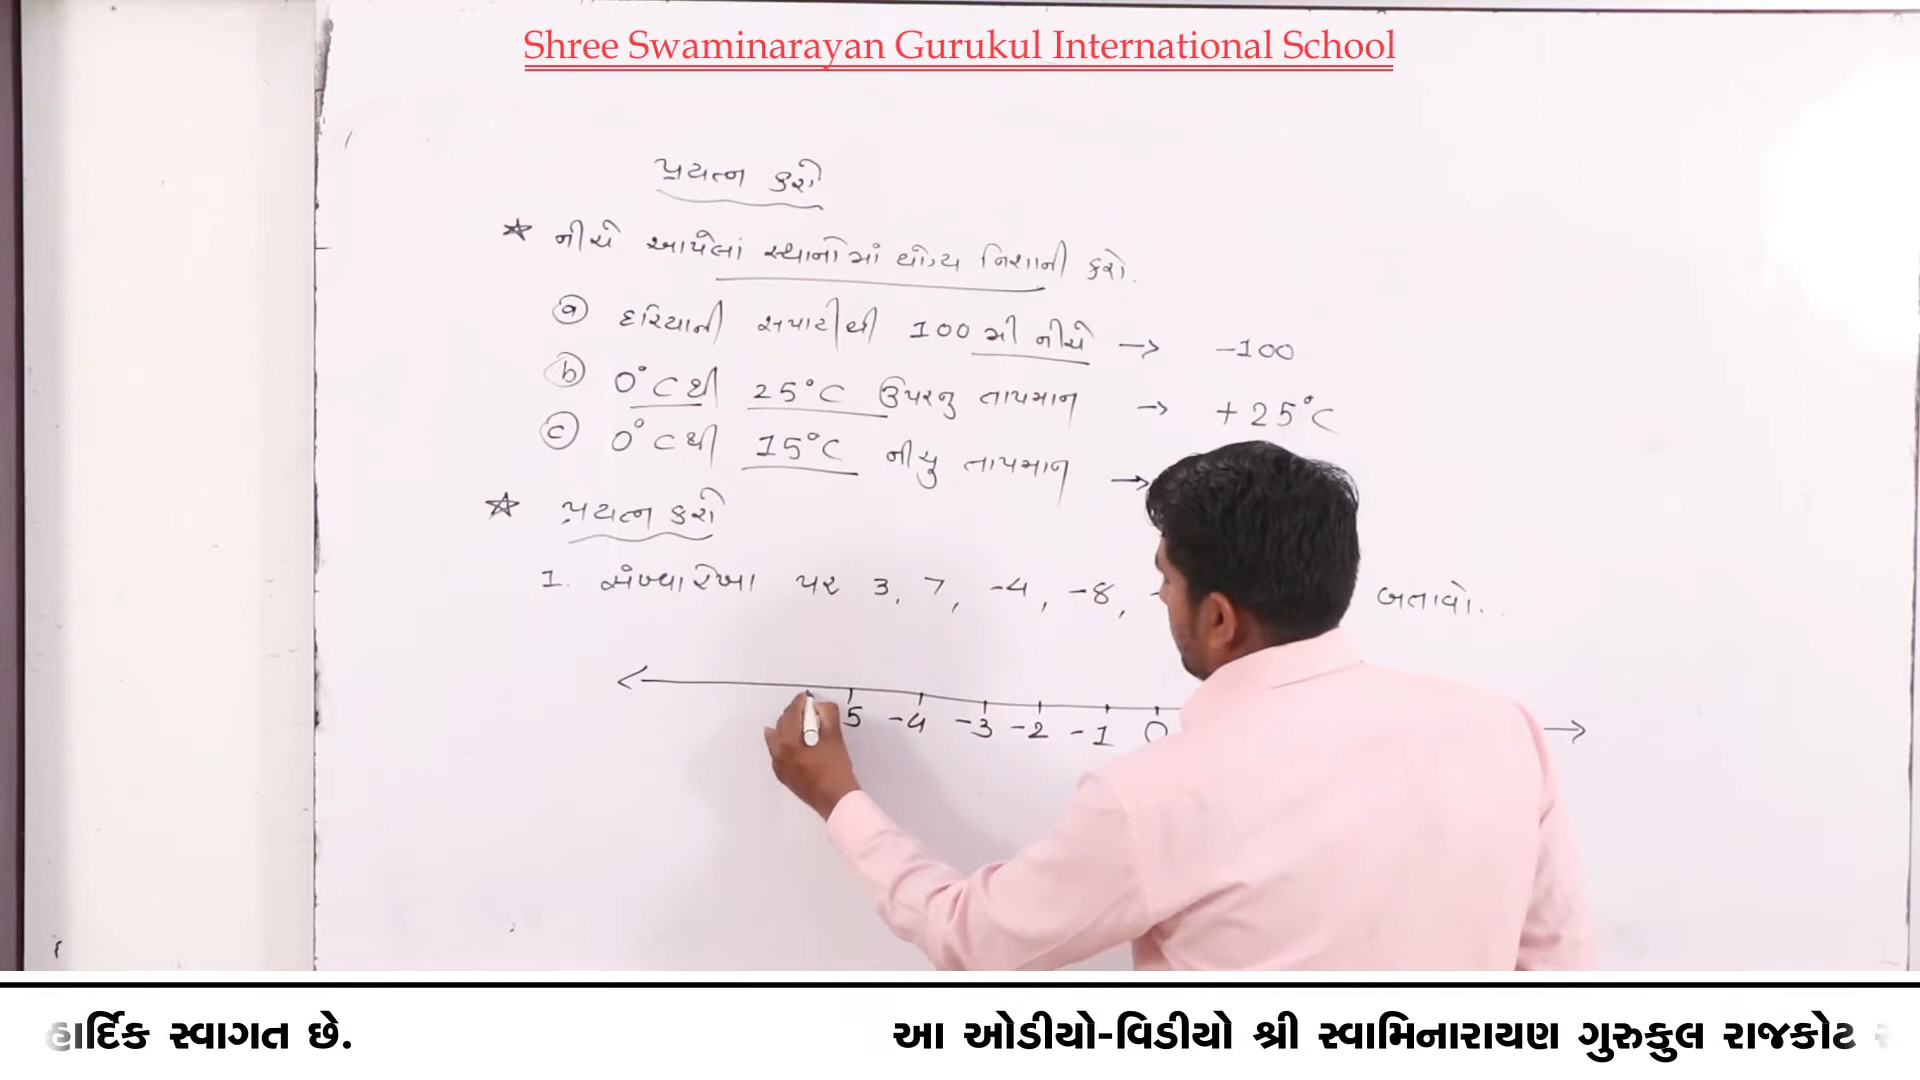 Shree Swaminarayan Gurukul International School
પ્રયત્ન કરો
☆ નીચે આપેલાં સ્થાનોમાં યોગ્ય નિશાની કરો.
(a) દરિયાની સપાટીથી 100 મી નીચે → -100
(b) 0°C થી 25°C ઉપરનુ તાપમાન → +25°C
(c) 0°C થી 15°C નીચુ તાપમાન →
☆ પ્રયત્ન કરો
1. સંખ્યારેખા પર 3, 7, -4, -8, - બતાવો.
5 -4 -3 -2 -1 0
હાર્દિક સ્વાગત છે. આ ઓડીયો-વિડીયો શ્રી સ્વામિનારાયણ ગુરુકુલ રાજકોટ